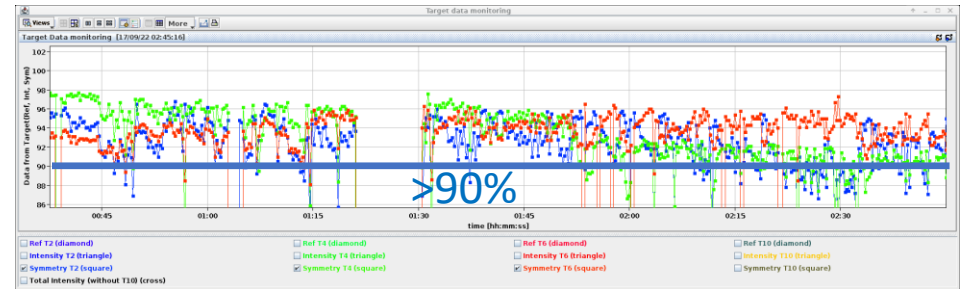 Target data monitoring
Views More
Target Data monitoring [17/09/22 02:45:16]
Data from Target(Ref, Int, Sym)
102
100
98
96
94
92
90
88
86
>90%
00:45 01:00 01:15 01:30 01:45 02:00 02:15 02:30
time [hh:mm:ss]
Ref T2 (diamond) Ref T4 (diamond) Ref T6 (diamond) Ref T10 (diamond)
Intensity T2 (triangle) Intensity T4 (triangle) Intensity T6 (triangle) Intensity T10 (triangle)
Symmetry T2 (square) Symmetry T4 (square) Symmetry T6 (square) Symmetry T10 (square)
Total Intensity (without T10) (cross)